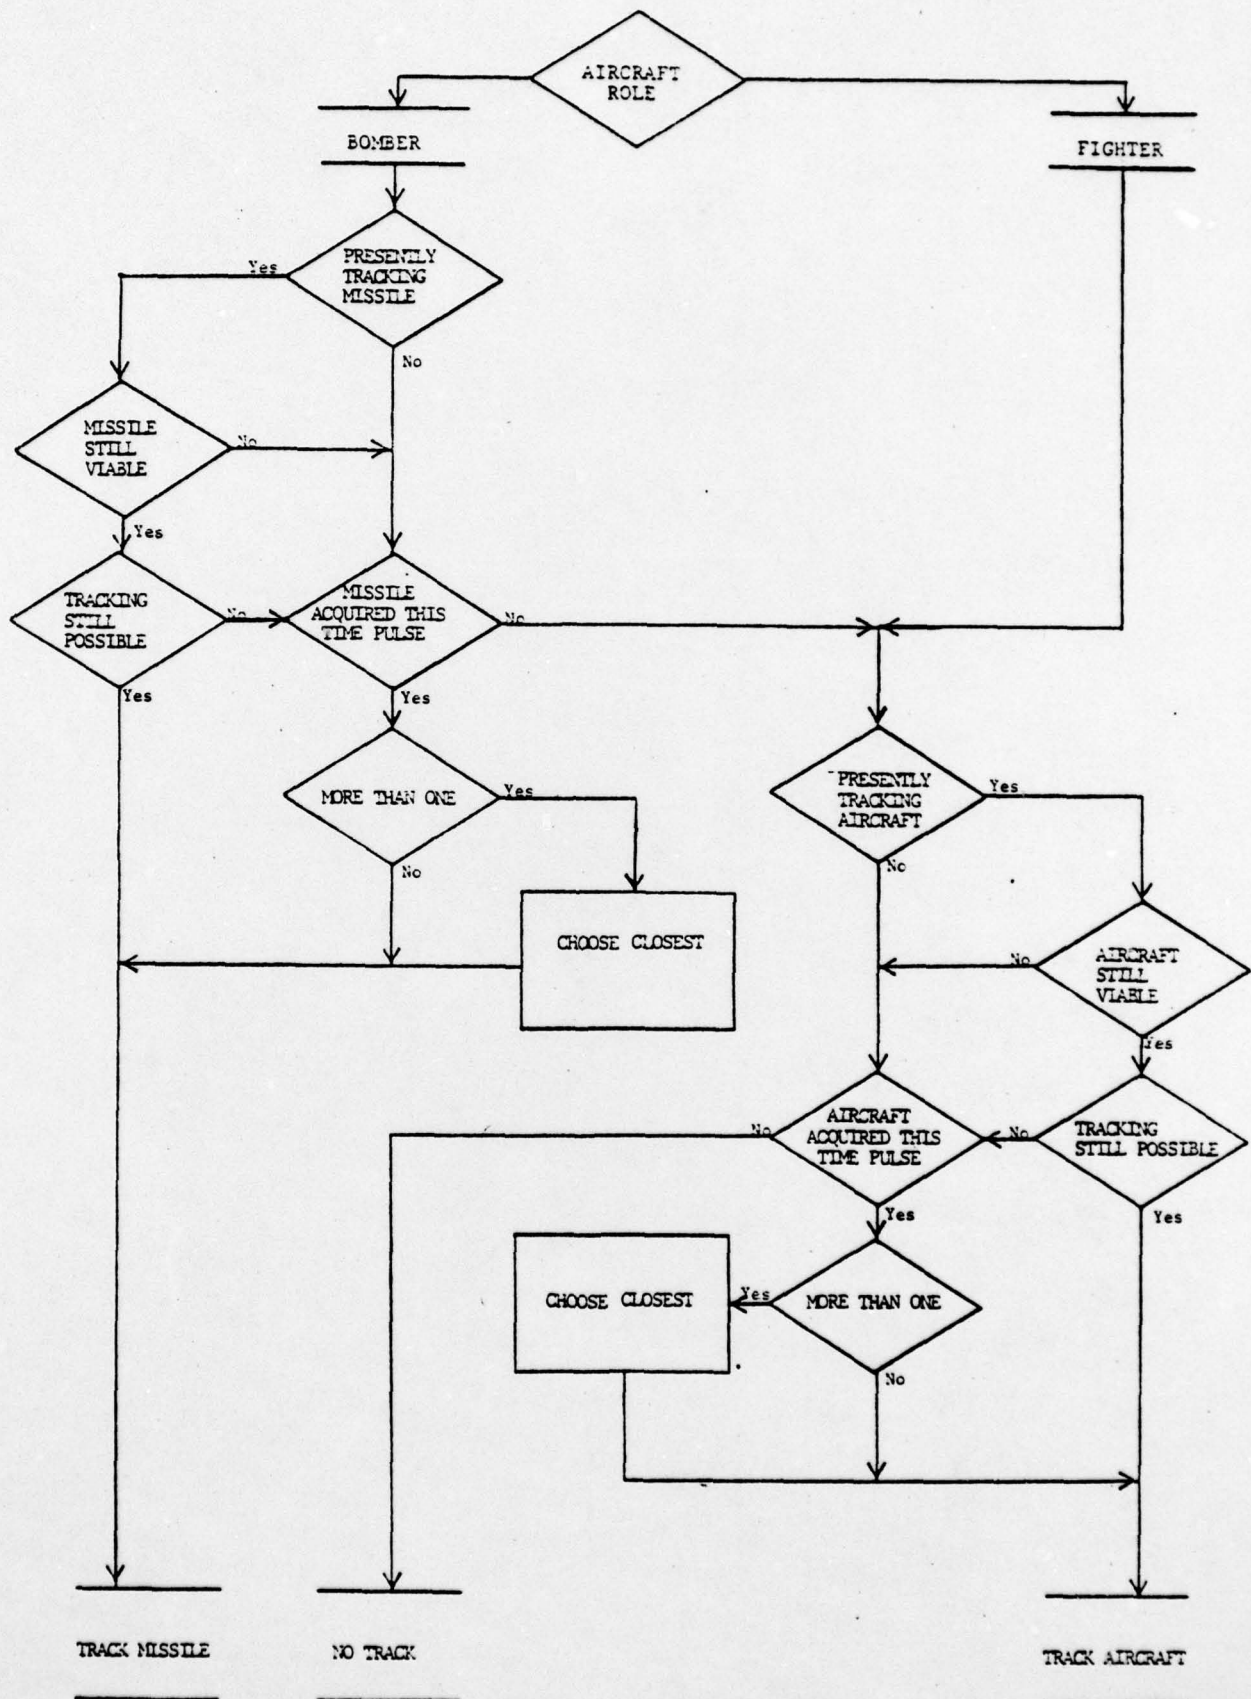 AIRCRAFT
ROLE
BOMBER
FIGHTER
PRESENTLY
TRACKING
MISSILE
Yes
No
MISSILE
STILL
VIABLE
No
Yes
TRACKING
STILL
POSSIBLE
No
Yes
MISSILE
ACQUIRED THIS
TIME PULSE
No
Yes
MORE THAN ONE
Yes
No
CHOOSE CLOSEST
PRESENTLY
TRACKING
AIRCRAFT
Yes
No
AIRCRAFT
STILL
VIABLE
No
Yes
AIRCRAFT
ACQUIRED THIS
TIME PULSE
No
Yes
TRACKING
STILL POSSIBLE
No
Yes
CHOOSE CLOSEST
MORE THAN ONE
Yes
No
TRACK MISSILE
NO TRACK
TRACK AIRCRAFT